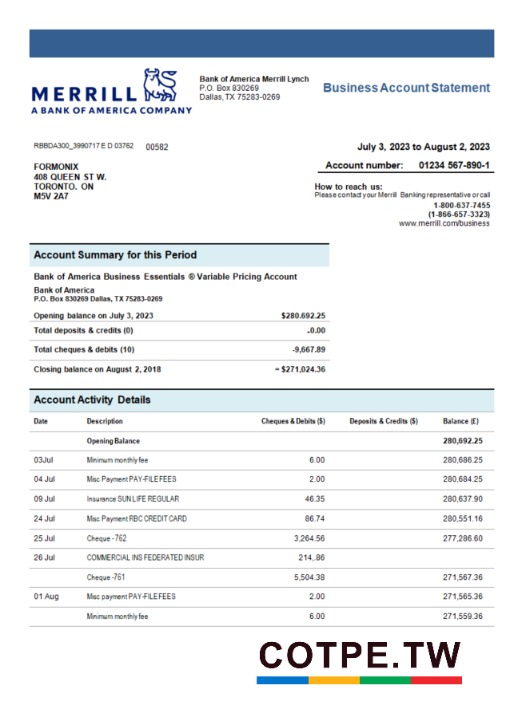 MERRILL
A BANK OF AMERICA COMPANY
Bank of America Merrill Lynch
P.O. Box 830269
Dallas, TX 75283-0269
Business Account Statement
RBBDA300_3990717 E D 03762 00582
July 3, 2023 to August 2, 2023
Account number: 01234 567-890-1
FORMONIX
408 QUEEN ST W.
TORONTO. ON
M5V 2A7
How to reach us:
Please contact your Merrill Banking representative or call
1-800-637-7455
(1-866-657-3323)
www.merrill.com/business
Account Summary for this Period
Bank of America Business Essentials ® Variable Pricing Account
Bank of America
P.O. Box 830269 Dallas, TX 75283-0269
Opening balance on July 3, 2023 $280.692.25
Total deposits & credits (0) .0.00
Total cheques & debits (10) -9,667.89
Closing balance on August 2, 2018 = $271,024.36
Account Activity Details
Date Description Cheques & Debits ($) Deposits & Credits ($) Balance (£)
Opening Balance 280,692.25
03Jul Minimum monthly fee 6.00 280,686.25
04 Jul Misc Payment PAY-FILEFEES 2.00 280,684.25
09 Jul Insurance SUN LIFE REGULAR 46.35 280,637.90
24 Jul Misc Payment RBC CREDIT CARD 86.74 280,551.16
25 Jul Cheque -762 3,264.56 277,286.60
26 Jul COMMERCIAL INS FEDERATED INSUR 214,.86
Cheque -761 5,504.38 271,567.36
01 Aug Misc payment PAY-FILEFEES 2.00 271,565.36
Minimum monthly fee 6.00 271,559.36
COTPE.TW